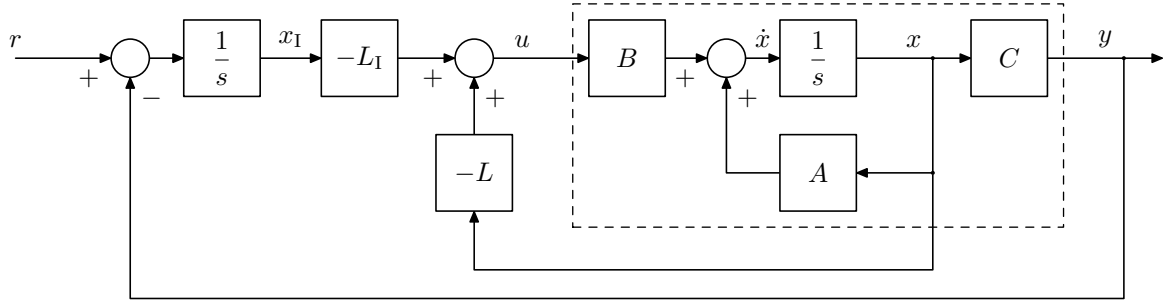 r
+
−
1
s
x_I
−L_I
+
+
u
B
+
+
ẋ
1
s
x
C
y
−L
A